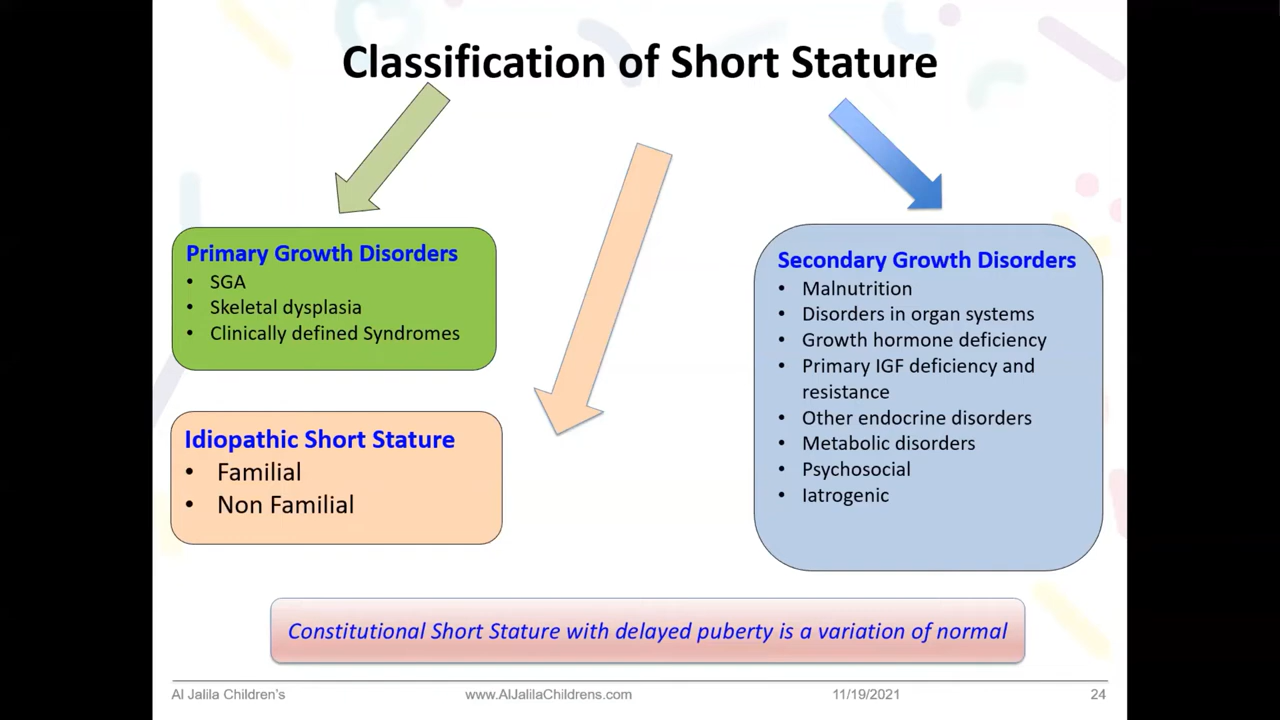 Classification of Short Stature
Primary Growth Disorders
• SGA
• Skeletal dysplasia
• Clinically defined Syndromes
Idiopathic Short Stature
• Familial
• Non Familial
Secondary Growth Disorders
• Malnutrition
• Disorders in organ systems
• Growth hormone deficiency
• Primary IGF deficiency and
resistance
• Other endocrine disorders
• Metabolic disorders
• Psychosocial
• Iatrogenic
Constitutional Short Stature with delayed puberty is a variation of normal
Al Jalila Children's
www.AlJalilaChildrens.com
11/19/2021
24